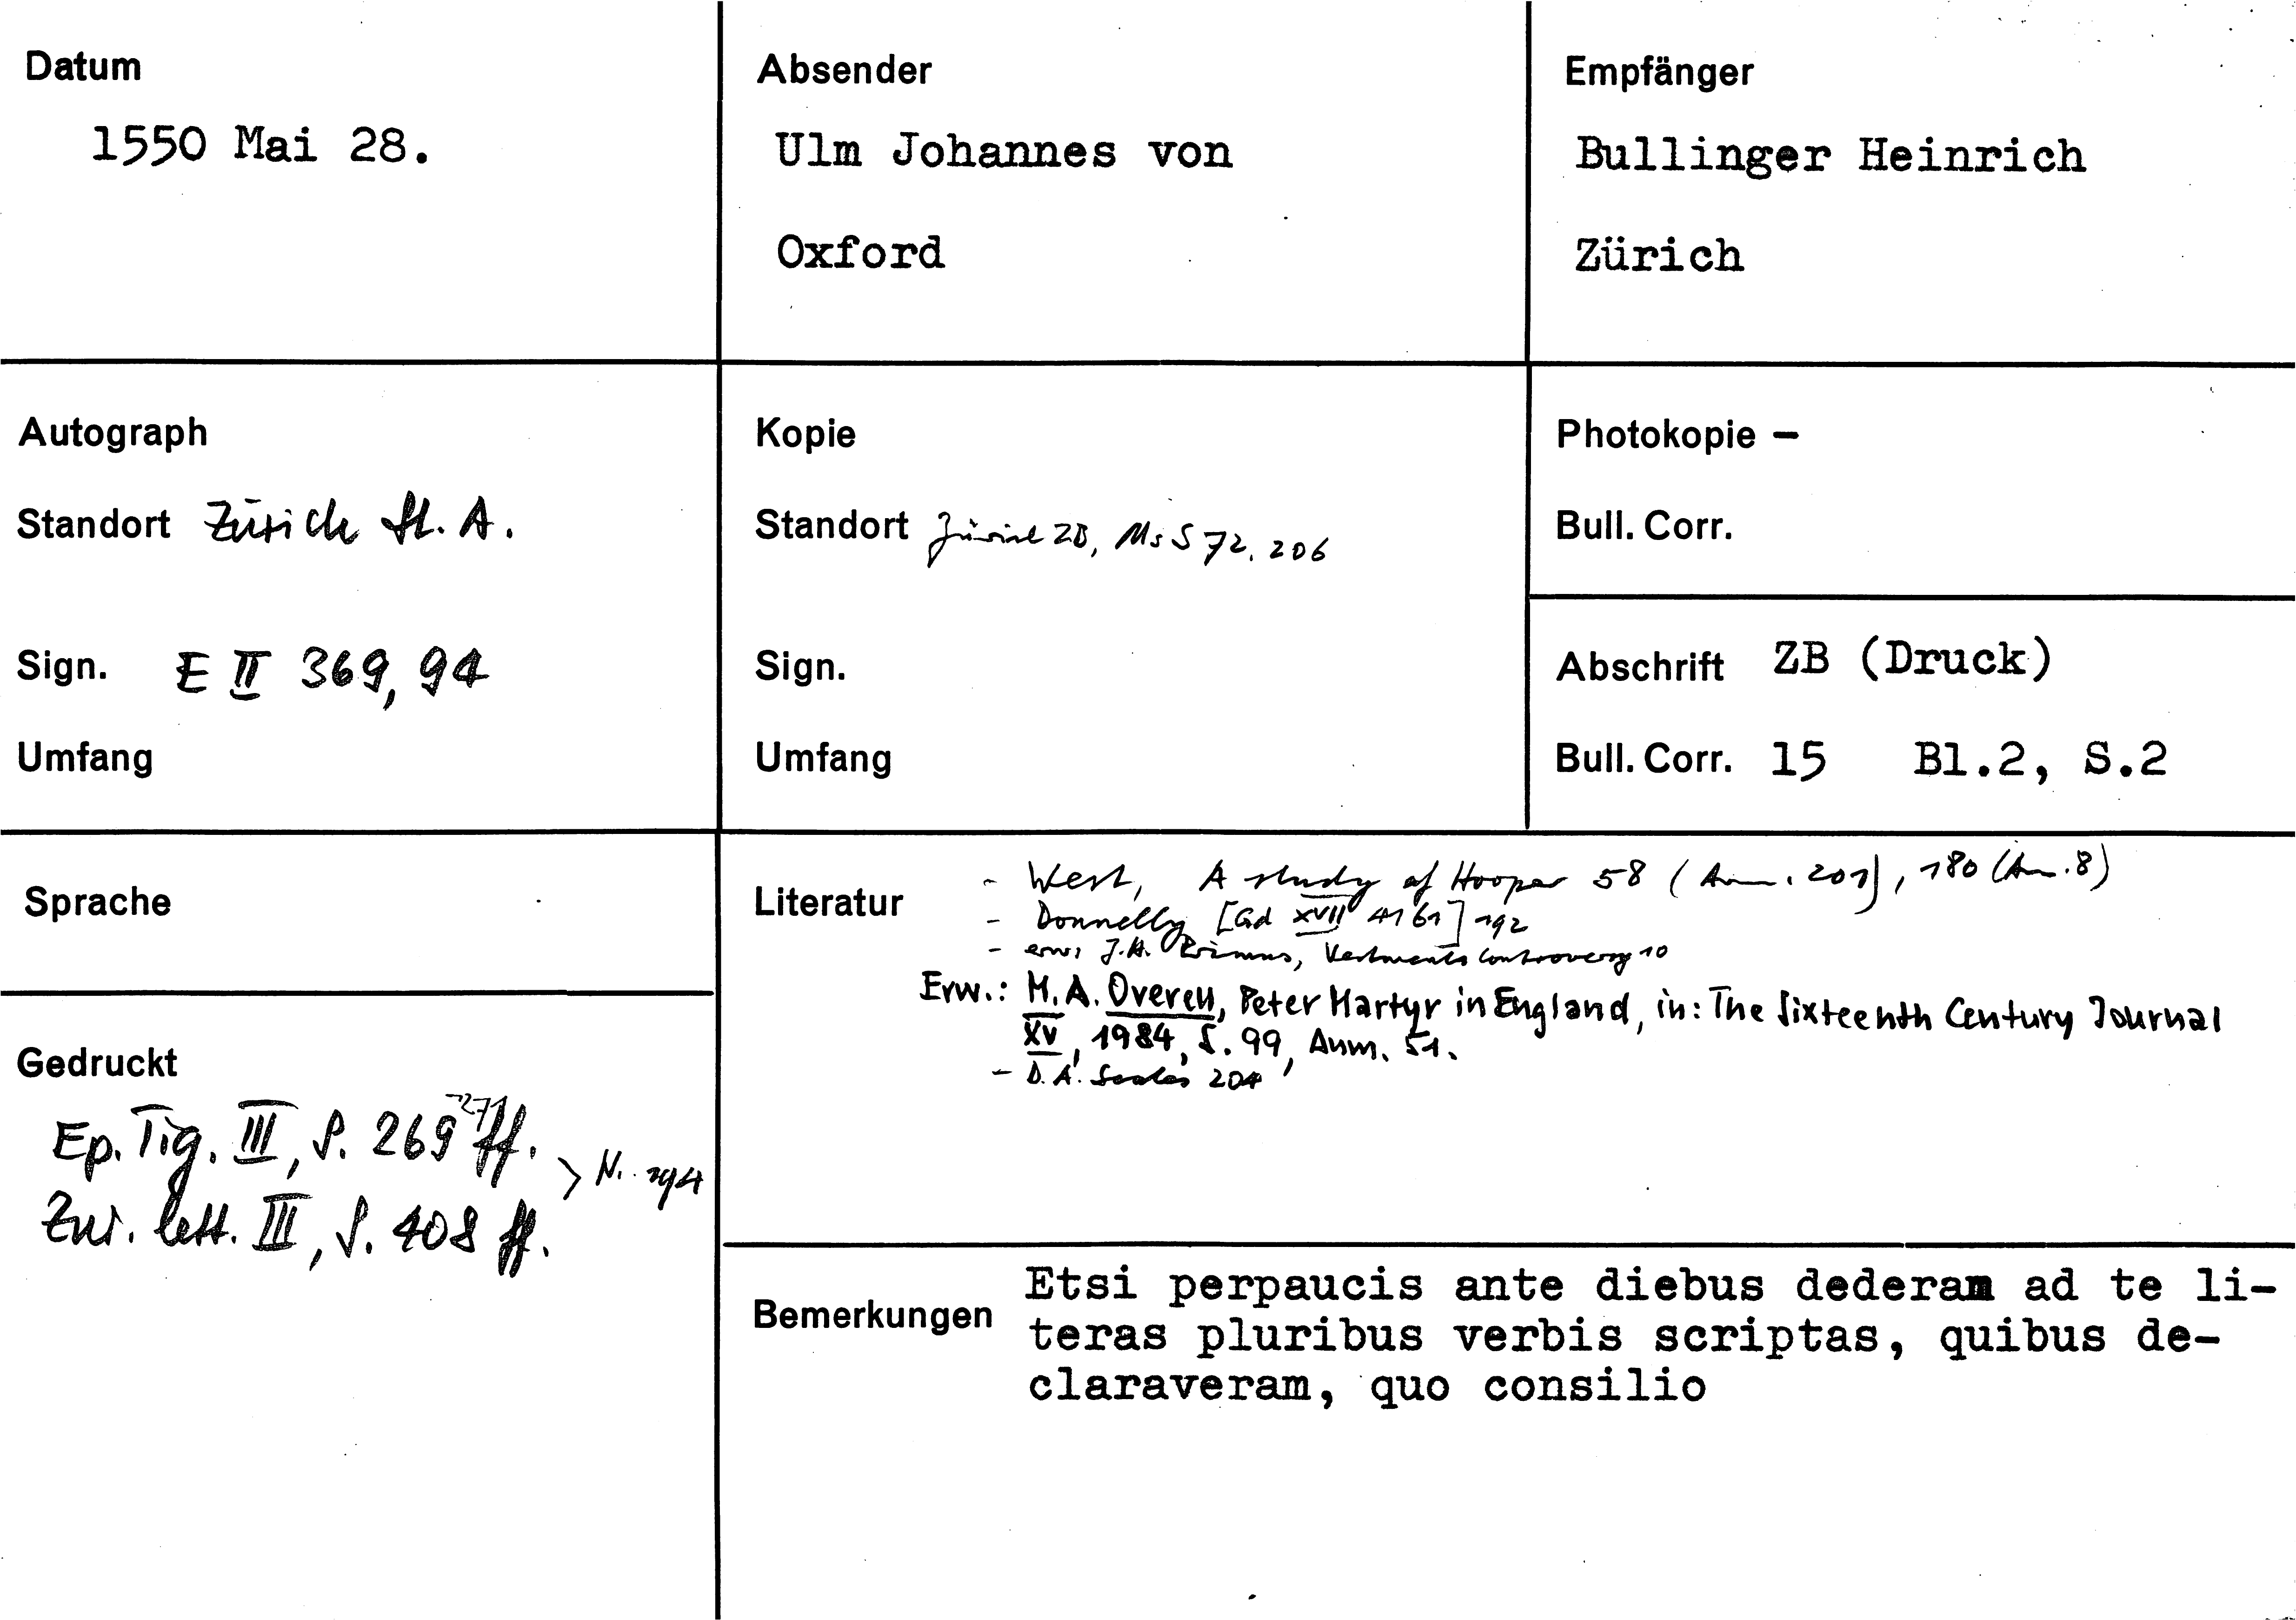 Datum
1550 Mai 28.
Absender
Ulm Johannes von
Oxford
Empfänger
Bullinger Heinrich
Zürich
Autograph
Standort Zürich St. A.
Sign. E II 369, 94
Umfang
Kopie
Standort Zürich ZB, Ms S 72, 206
Sign.
Umfang
Photokopie –
Bull. Corr.
Abschrift ZB (Druck)
Bull. Corr. 15 Bl.2, S.2
Sprache
Gedruckt
Ep. Tig. III, S. 269-271 ff.
Zür. lett. III, S. 408 ff.
> N. 194
Literatur
- West, A study of Hooper 58 (Anm. 201), 180 (Anm. 8)
- Donnelly [Gd XVII 4161] 192
- erw: J.H. Primus, Vestments Controversy 10
Erw.: M.A. Overell, Peter Martyr in England, in: The Sixteenth Century Journal
XV, 1984, S. 99, Anm. 51.
- D. A. Scales 204
Bemerkungen
Etsi perpaucis ante diebus dederam ad te li-
teras pluribus verbis scriptas, quibus de-
claraveram, quo consilio